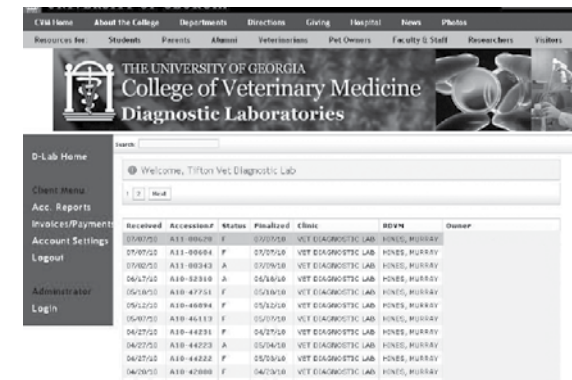 CVM Home About the College Departments Directions Giving Hospital News Photos
Resources for: Students Parents Alumni Veterinarians Pet Owners Faculty & Staff Researchers Visitors
THE UNIVERSITY OF GEORGIA
College of Veterinary Medicine
Diagnostic Laboratories
Search:
D-Lab Home
Welcome, Tifton Vet Diagnostic Lab
Client Menu
1 2 Next
Acc. Reports
Invoices/Payments
Account Settings
Logout
Administrator
Login
Received Accession# Status Finalized Clinic RDVM Owner
07/07/10 A11-00620 F 07/07/10 VET DIAGNOSTIC LAB HINES, MURRAY
07/07/10 A11-00604 F 07/07/10 VET DIAGNOSTIC LAB HINES, MURRAY
07/02/10 A11-00343 A 07/09/10 VET DIAGNOSTIC LAB HINES, MURRAY
06/17/10 A10-52310 A 06/18/10 VET DIAGNOSTIC LAB HINES, MURRAY
05/18/10 A10-47751 F 05/18/10 VET DIAGNOSTIC LAB HINES, MURRAY
05/12/10 A10-46894 F 05/12/10 VET DIAGNOSTIC LAB HINES, MURRAY
05/07/10 A10-46113 F 05/07/10 VET DIAGNOSTIC LAB HINES, MURRAY
04/27/10 A10-44231 F 04/27/10 VET DIAGNOSTIC LAB HINES, MURRAY
04/27/10 A10-44223 A 05/04/10 VET DIAGNOSTIC LAB HINES, MURRAY
04/27/10 A10-44222 F 05/03/10 VET DIAGNOSTIC LAB HINES, MURRAY
04/20/10 A10-42800 F 04/23/10 VET DIAGNOSTIC LAB HINES, MURRAY